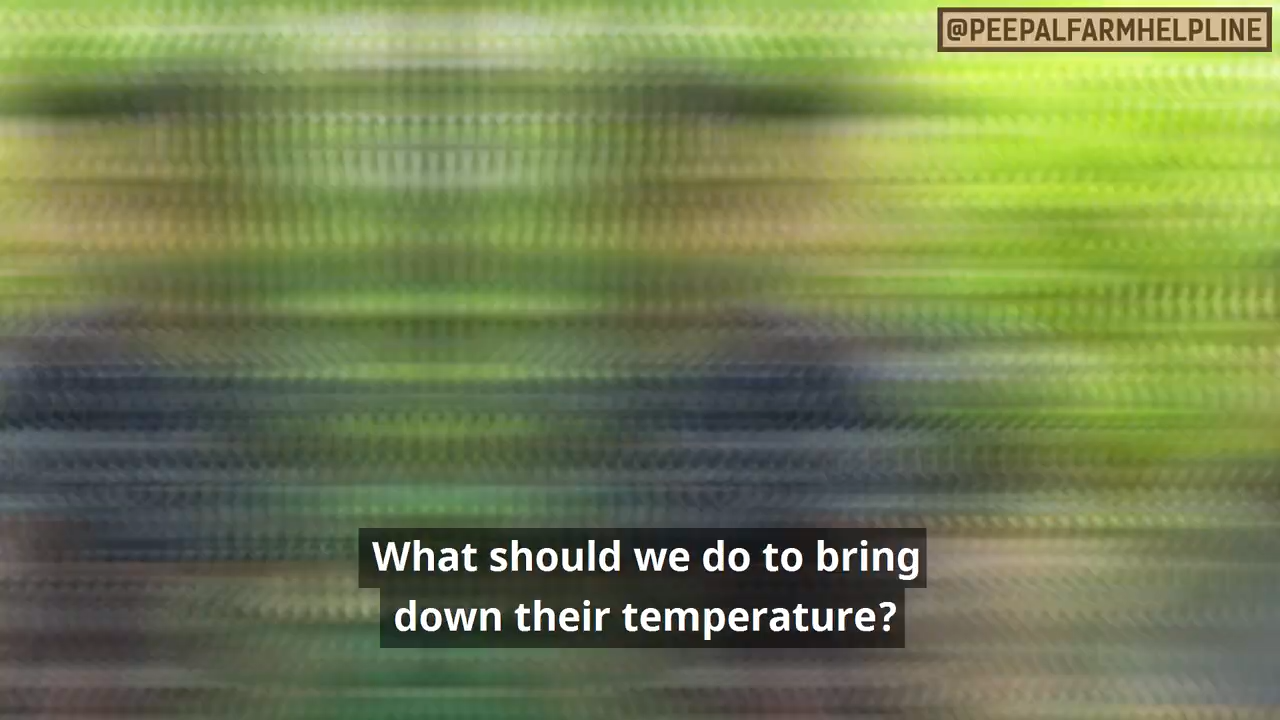 @PEEPALFARMHELPLINE
What should we do to bring
down their temperature?